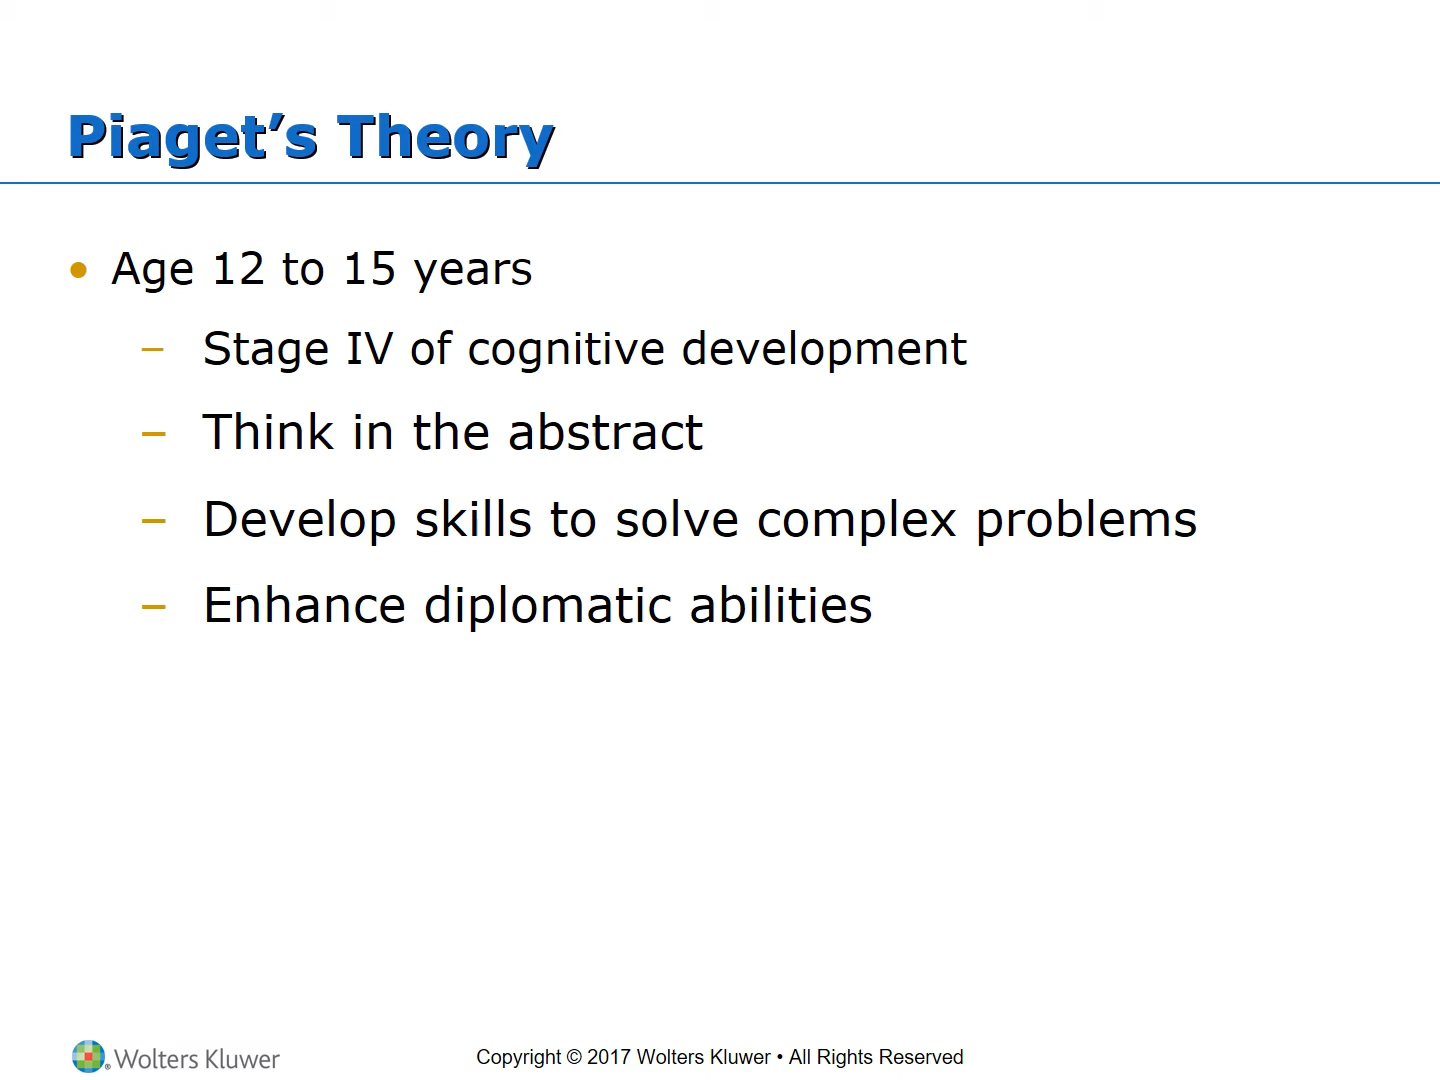 Piaget’s Theory
• Age 12 to 15 years
– Stage IV of cognitive development
– Think in the abstract
– Develop skills to solve complex problems
– Enhance diplomatic abilities
Wolters Kluwer
Copyright © 2017 Wolters Kluwer • All Rights Reserved